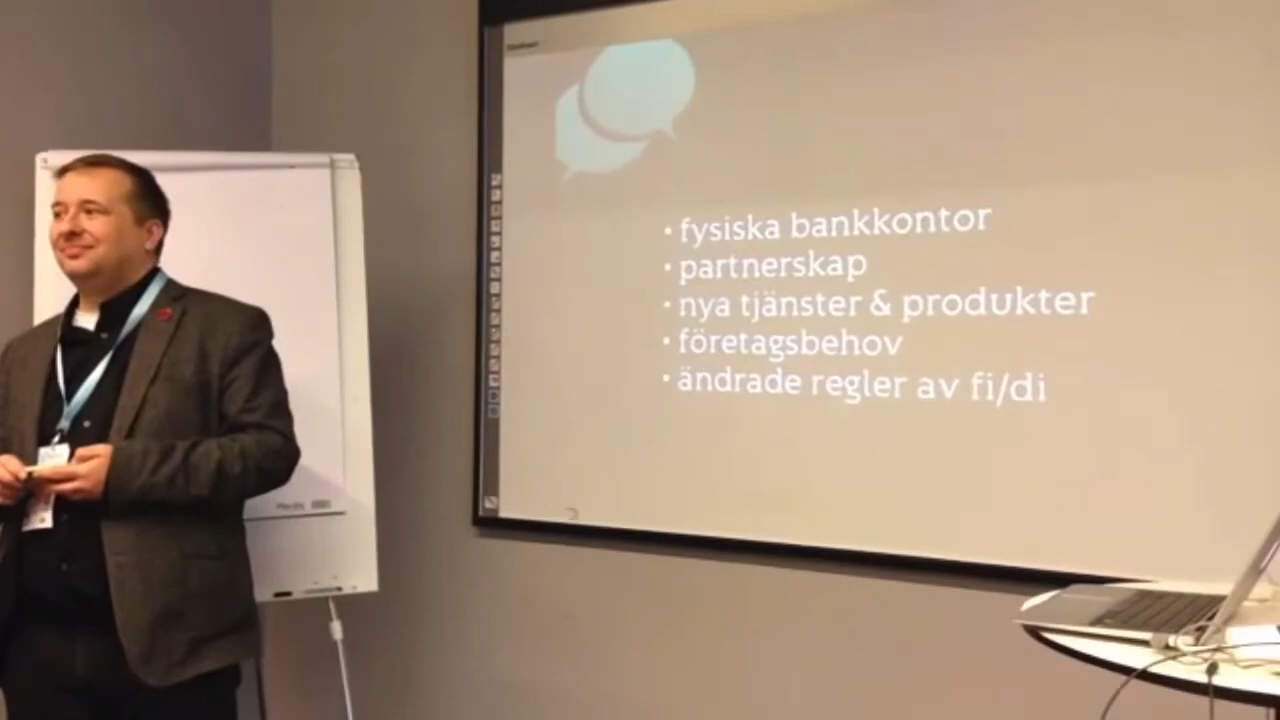 • fysiska bankkontor
• partnerskap
• nya tjänster & produkter
• företagsbehov
• ändrade regler av fi/di